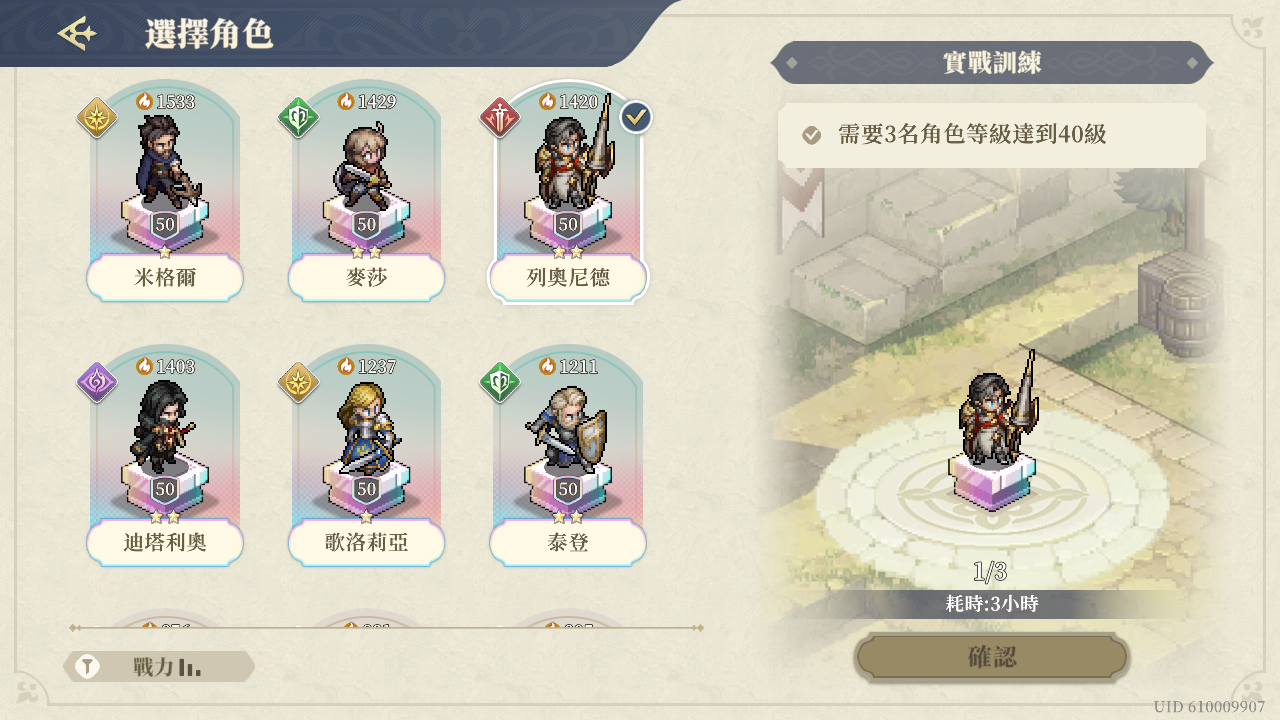 選擇角色
實戰訓練
需要3名角色等級達到40級
1533
1429
1420
50
50
50
米格爾
麥莎
列奧尼德
1403
1237
1211
50
50
50
迪塔利奧
歌洛莉亞
泰登
1/3
耗時:3小時
戰力
確認
UID 610009907